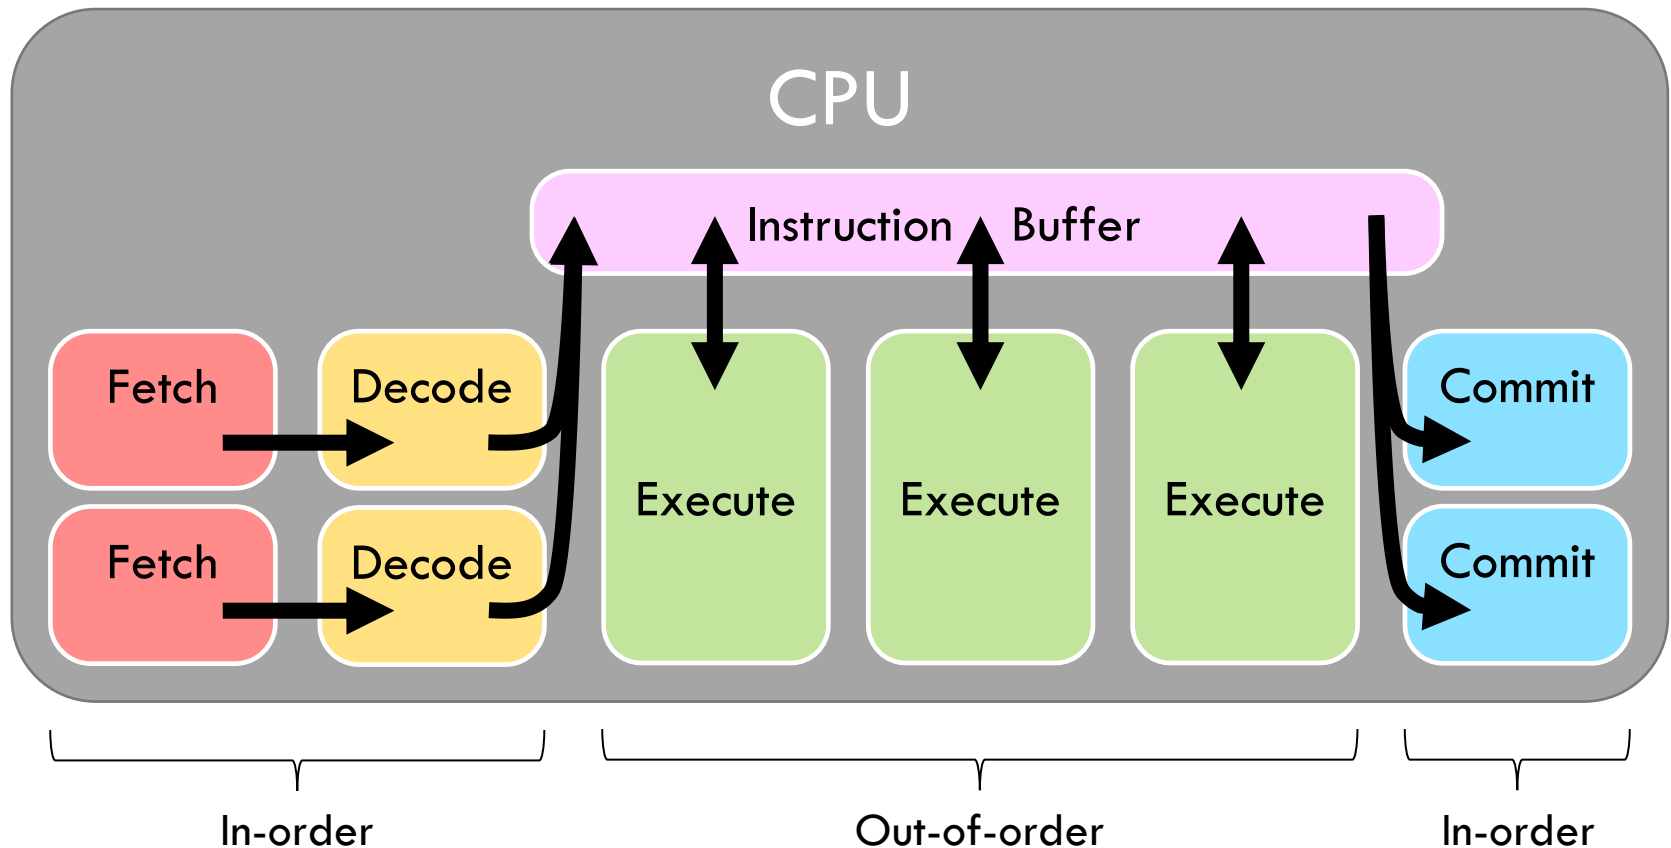 CPU
Instruction Buffer
Fetch
Decode
Fetch
Decode
Execute
Execute
Execute
Commit
Commit
In-order
Out-of-order
In-order